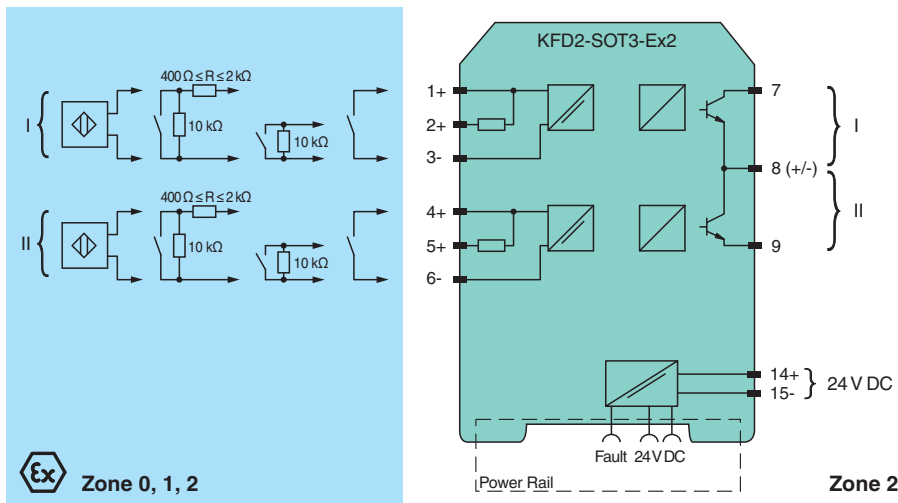 KFD2-SOT3-Ex2
400 Ω ≤ R ≤ 2 kΩ
I
10 kΩ
10 kΩ
1+
2+
3-
7
I
8 (+/-)
400 Ω ≤ R ≤ 2 kΩ
II
10 kΩ
10 kΩ
4+
5+
6-
II
9
14+
15-
24 V DC
Fault 24 V DC
Power Rail
Ex Zone 0, 1, 2
Zone 2